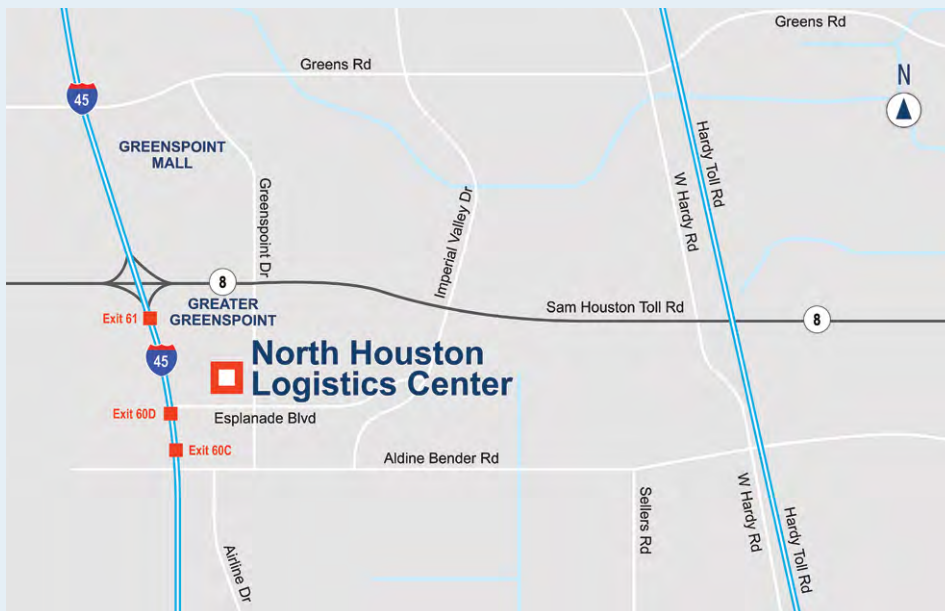 Greens Rd
Greens Rd
N
45
GREENSPOINT
MALL
Hardy Toll Rd
Greenspoint Dr
Imperial Valley Dr
W Hardy Rd
8
GREATER
GREENSPOINT
Sam Houston Toll Rd
8
Exit 61
45
North Houston
Logistics Center
Exit 60D
Esplanade Blvd
Exit 60C
Aldine Bender Rd
Sellers Rd
W Hardy Rd
Hardy Toll Rd
Airline Dr